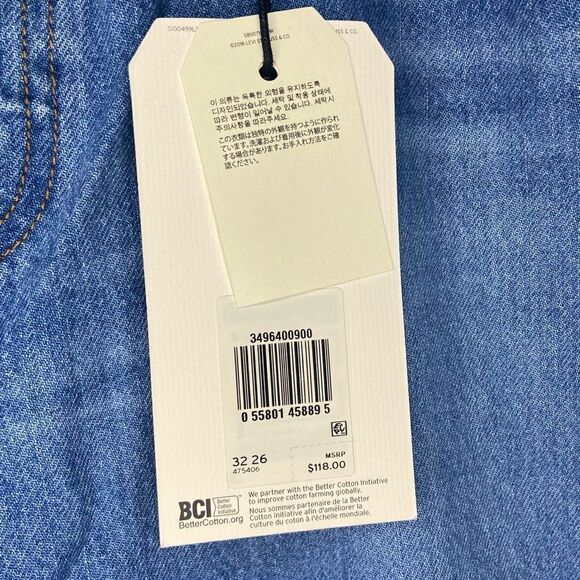 ©2018 LEVI STRAUSS & CO.
이 의류는 독특한 외형을 유지하도록
디자인되었습니다. 세탁 및 착용 상태에
따라 변형이 일어날 수 있습니다. 세탁시
주의사항을 따라주세요.
この衣類は独特の外観を持つように作られ
ています。洗濯および着用後に外観が変化
する場合があります。お手入れ方法をご確
認ください。
3496400900
0 55801 45889 5
32 26
475406
MSRP
$118.00
BCI
Better
Cotton
Initiative
BetterCotton.org
We partner with the Better Cotton Initiative
to improve cotton farming globally.
Nous sommes partenaire de la Better
Cotton Initiative afin d'améliorer la
culture du coton à l'échelle mondiale.